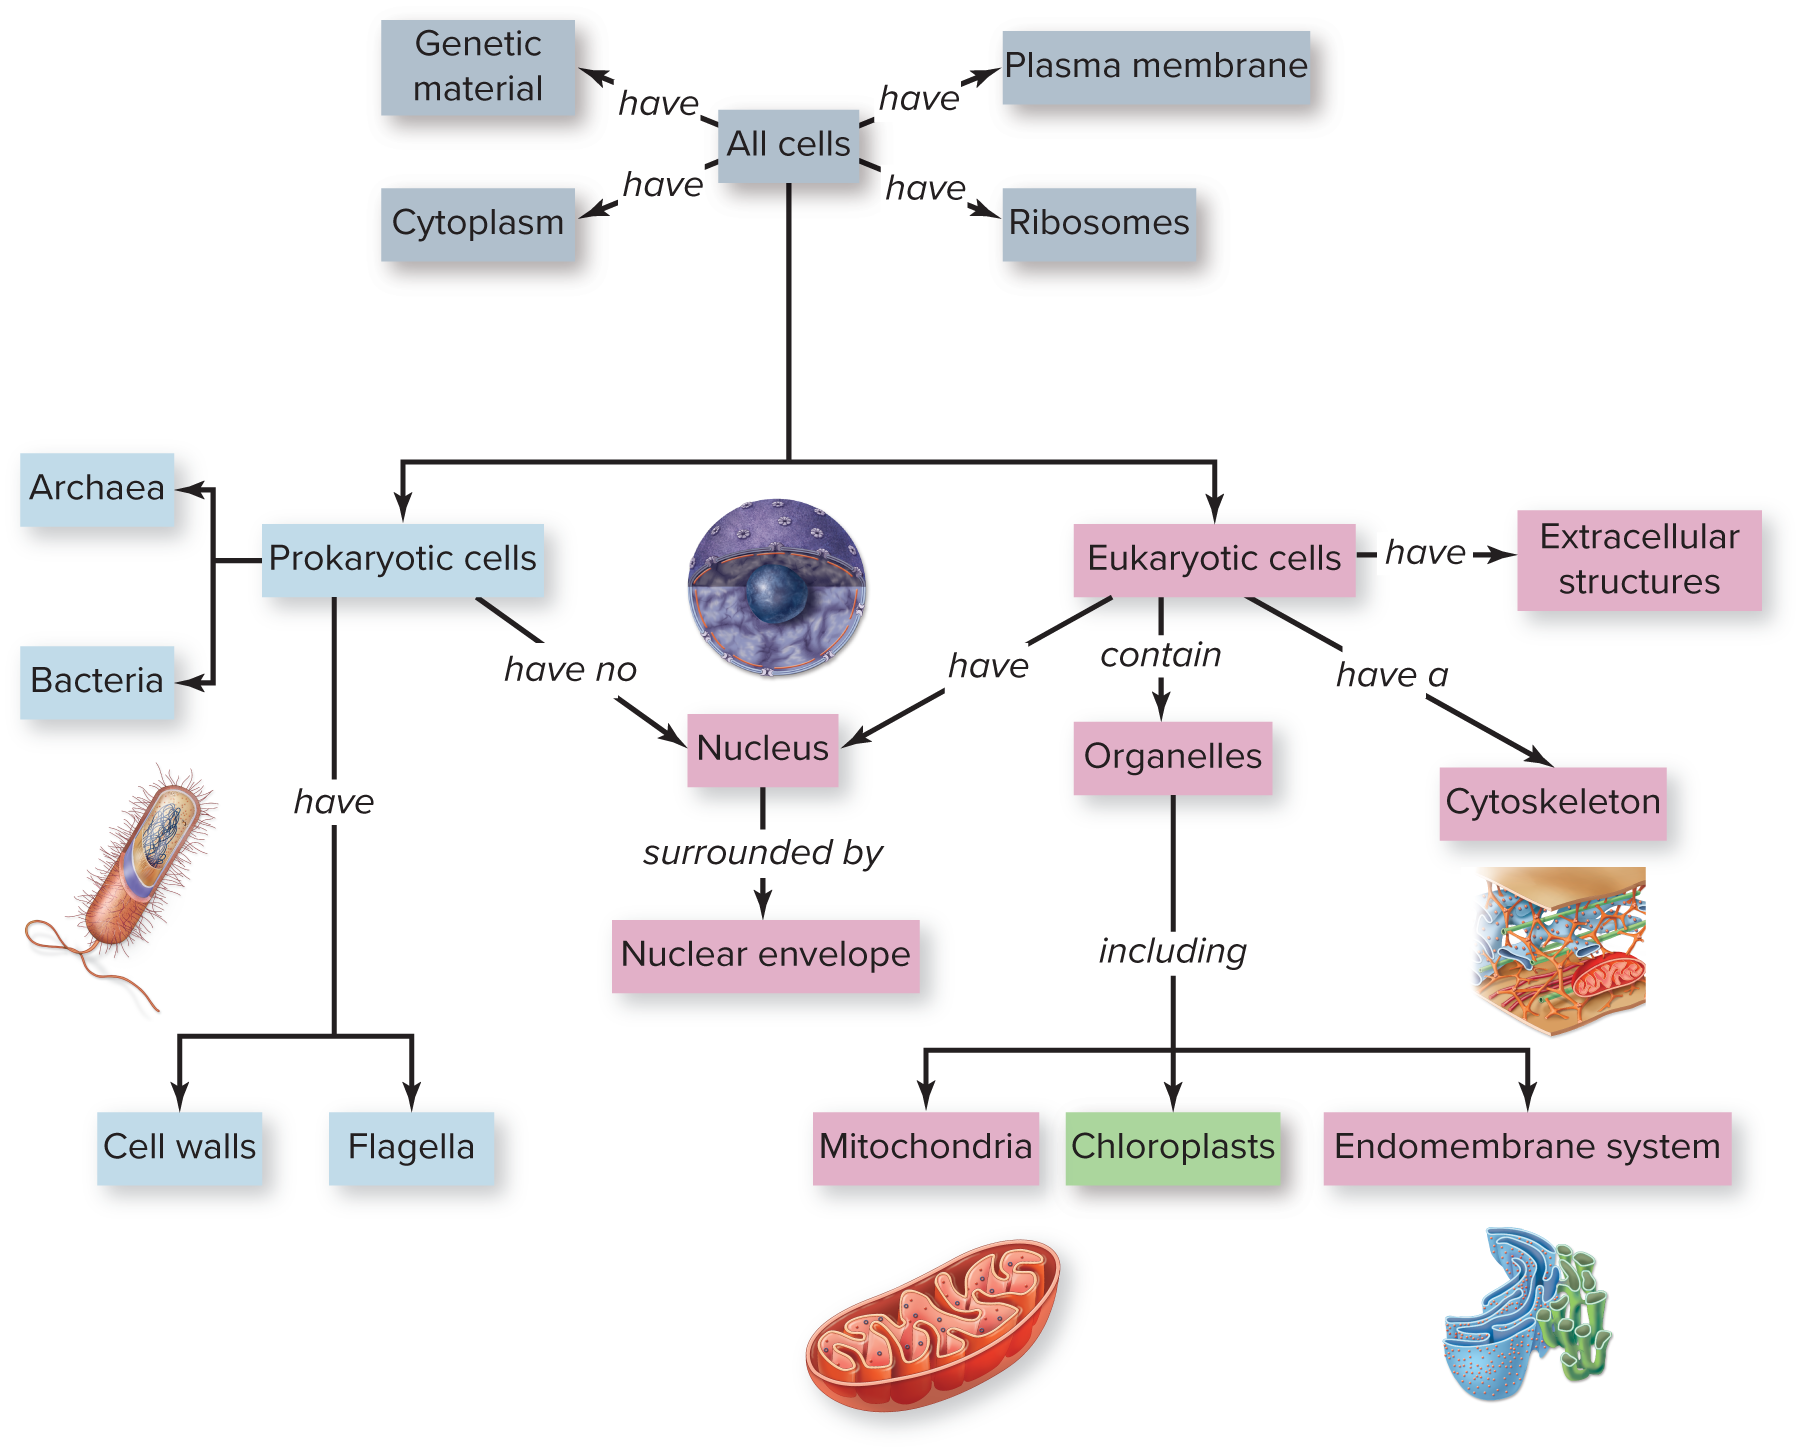 Genetic
material
have
have
Plasma membrane
All cells
Cytoplasm
have
have
Ribosomes
Archaea
Bacteria
Prokaryotic cells
Eukaryotic cells
have
Extracellular
structures
have no
have
contain
have a
Nucleus
Organelles
Cytoskeleton
have
surrounded by
Nuclear envelope
including
Cell walls
Flagella
Mitochondria
Chloroplasts
Endomembrane system